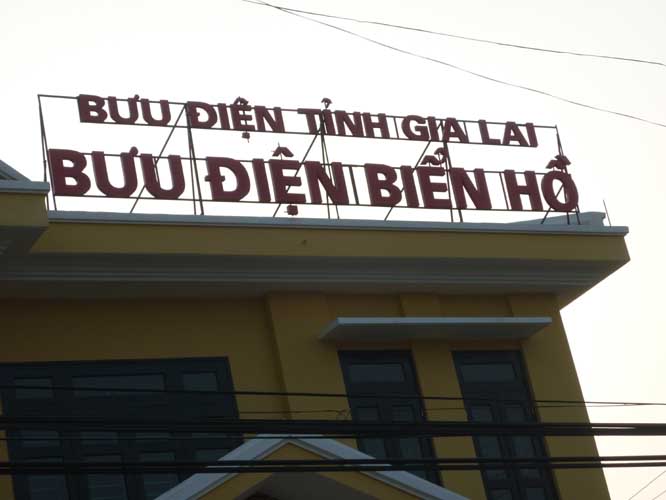 BƯU ĐIỆN TỈNH GIA LAI
BƯU ĐIỆN BIỂN HỒ